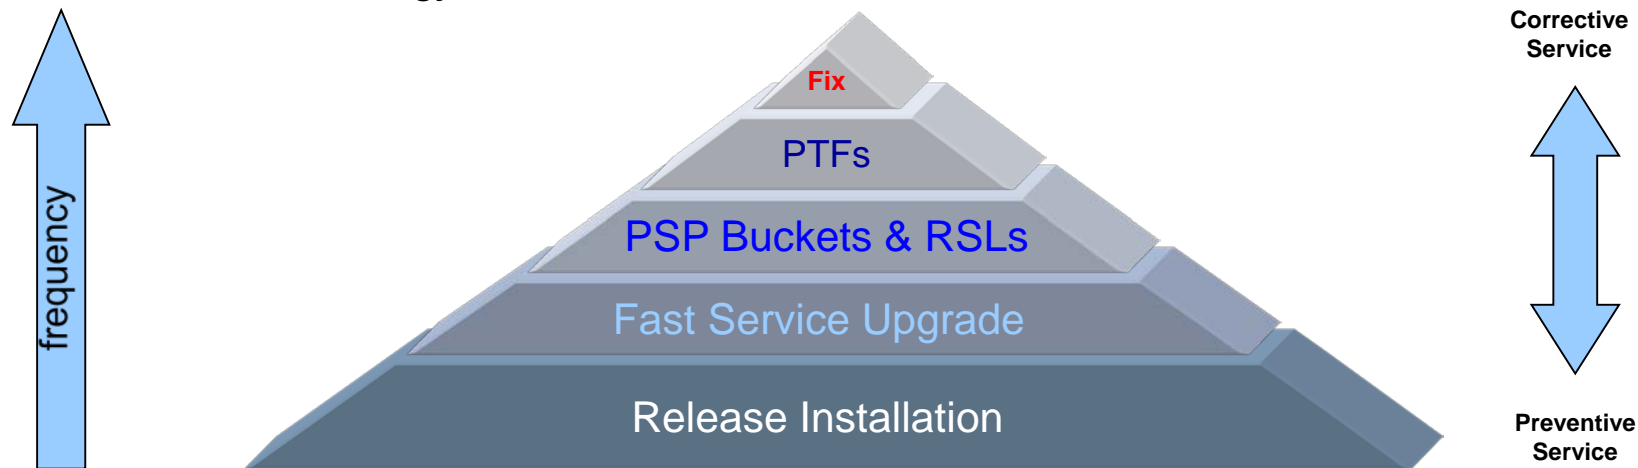 Corrective
Service
Fix
PTFs
PSP Buckets & RSLs
frequency
Fast Service Upgrade
Release Installation
Preventive
Service